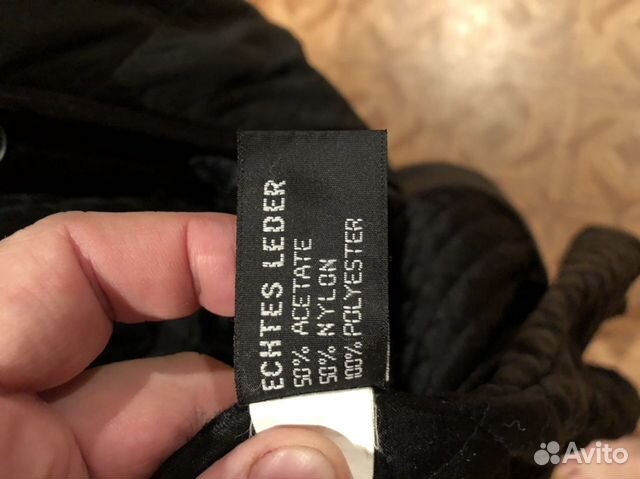 ECHTES LEDER
50% ACETATE
50% NYLON
100% POLYESTER
Avito